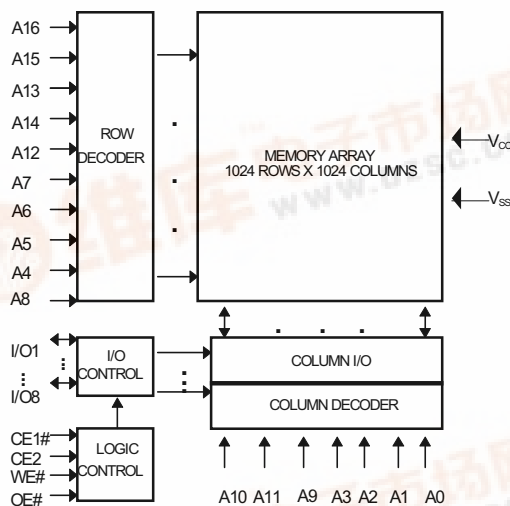 A16
A15
A13
A14
A12
A7
A6
A5
A4
A8
ROW
DECODER
MEMORY ARRAY
1024 ROWS X 1024 COLUMNS
VCC
VSS
I/O1
I/O8
I/O
CONTROL
COLUMN I/O
COLUMN DECODER
CE1#
CE2
WE#
OE#
LOGIC
CONTROL
A10 A11 A9 A3 A2 A1 A0